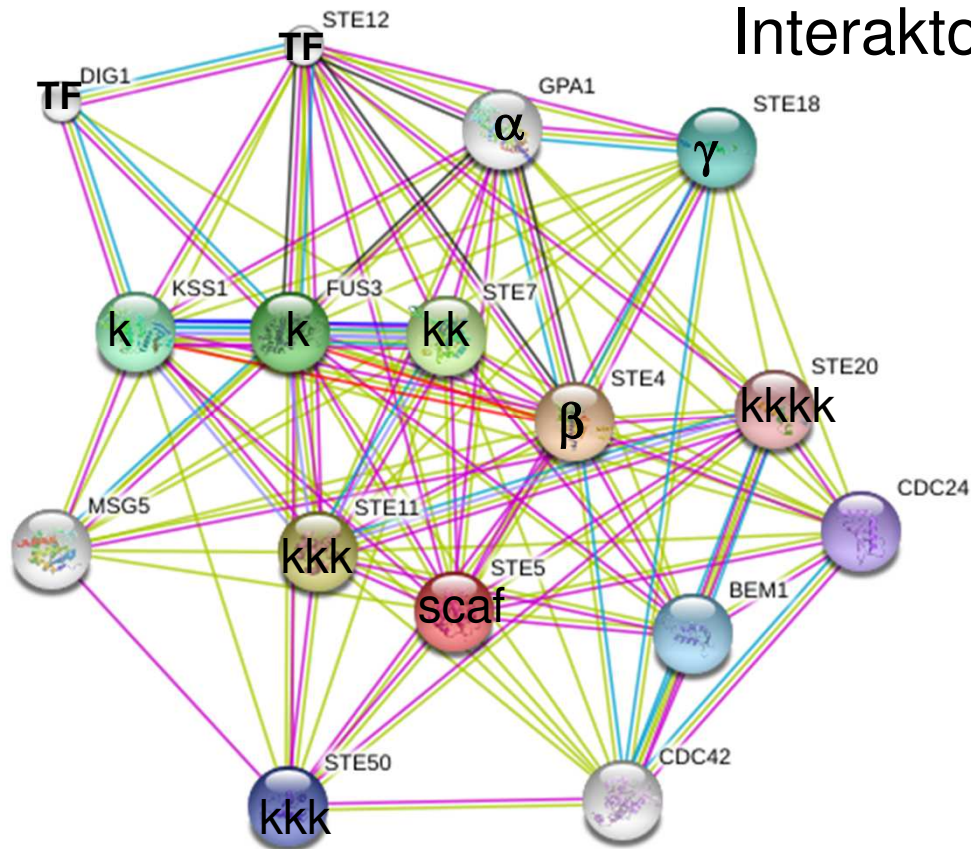 Interakto
STE12
TF
TF DIG1
GPA1
STE18
α
γ
KSS1
FUS3
STE7
k
k
kk
STE4
STE20
β
kkkk
MSG5
STE11
CDC24
kkk
STE5
scaf
BEM1
STE50
CDC42
kkk